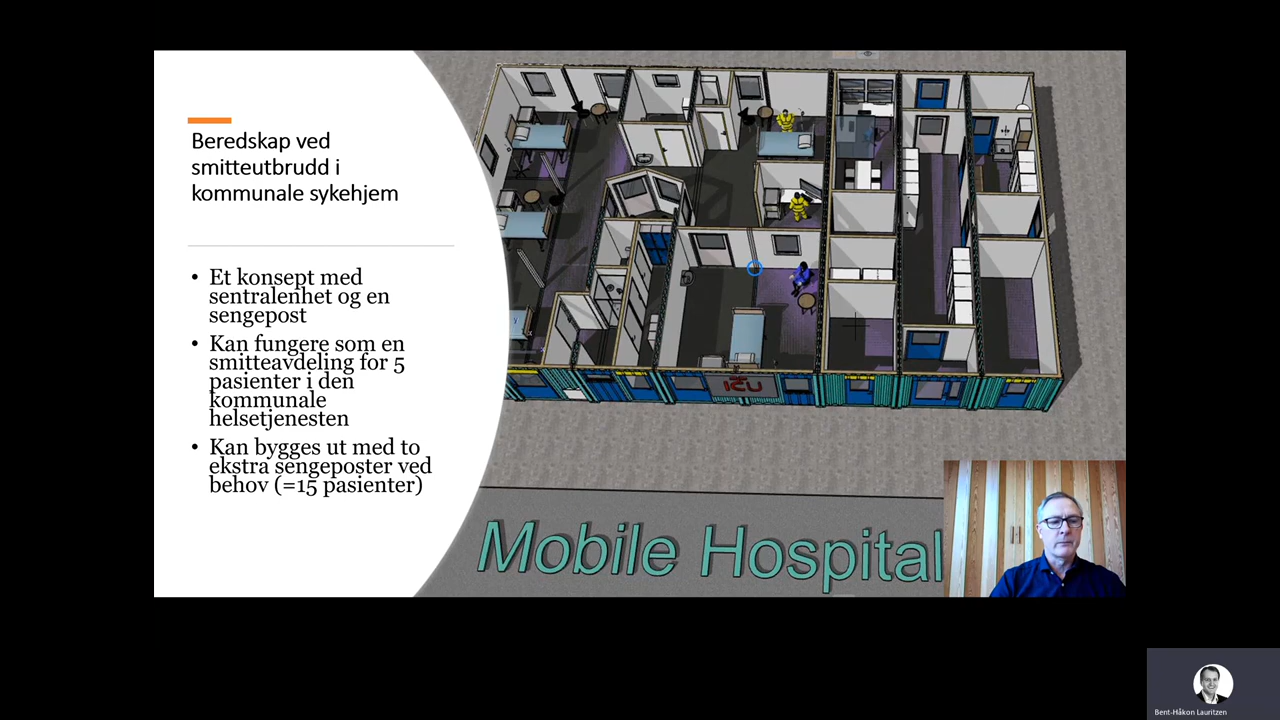 Beredskap ved
smitteutbrudd i
kommunale sykehjem
• Et konsept med
sentralenhet og en
sengepost
• Kan fungere som en
smitteavdeling for 5
pasienter i den
kommunale
helsetjenesten
• Kan bygges ut med to
ekstra sengeposter ved
behov (=15 pasienter)
Mobile Hospital
Bent-Håkon Lauritzen